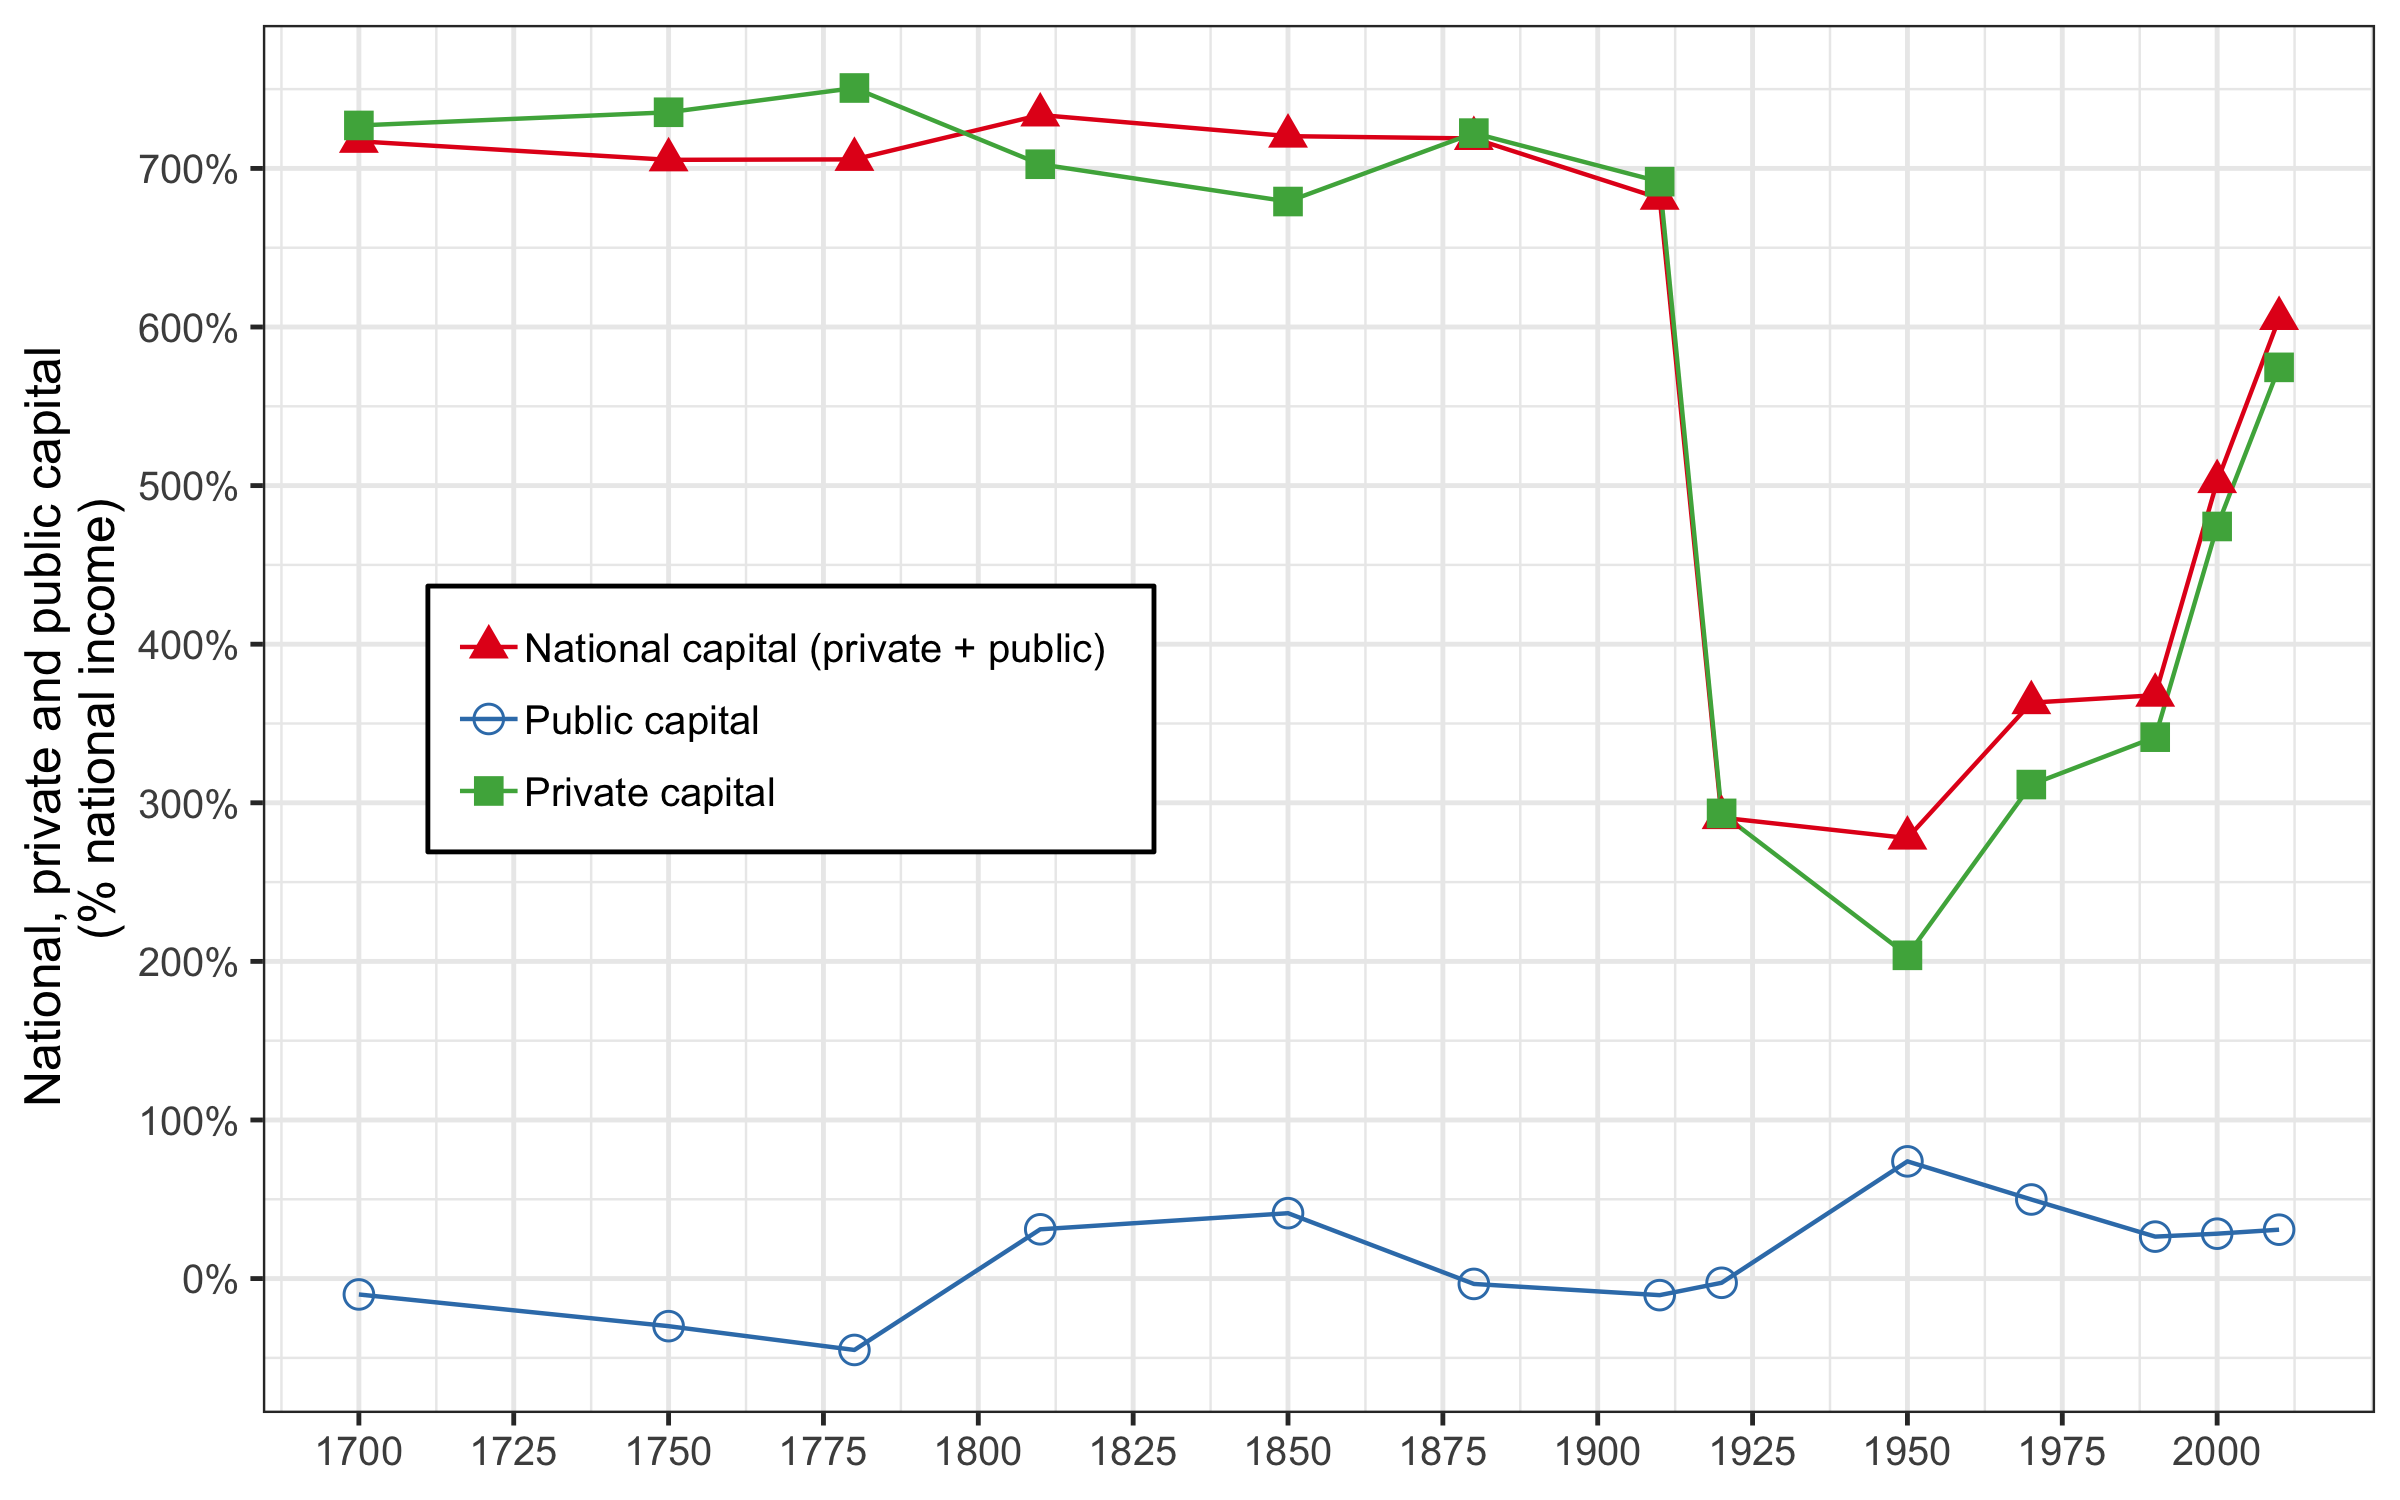 National, private and public capital
(% national income)
700%
600%
500%
400%
300%
200%
100%
0%
National capital (private + public)
Public capital
Private capital
1700 1725 1750 1775 1800 1825 1850 1875 1900 1925 1950 1975 2000